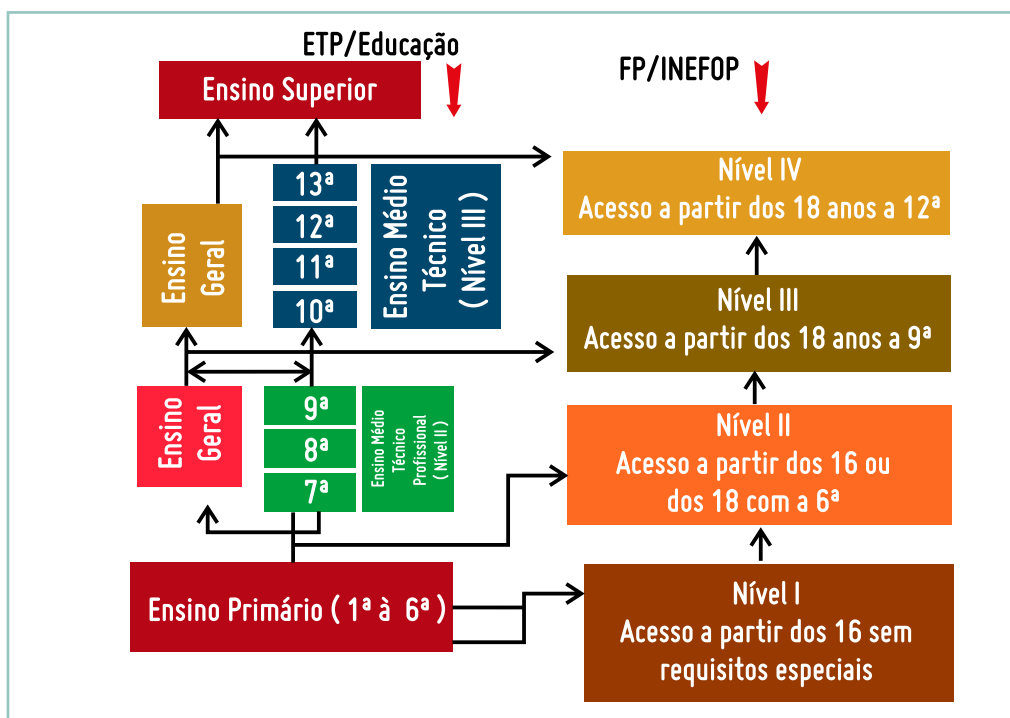 ETP/Educação
FP/INEFOP
Ensino Superior
13ª
12ª
11ª
10ª
Ensino Médio
Técnico
( Nível III )
Ensino
Geral
Nível IV
Acesso a partir dos 18 anos a 12ª
Nível III
Acesso a partir dos 18 anos a 9ª
Ensino
Geral
9ª
8ª
7ª
Ensino Médio
Técnico
Profissional
( Nível II )
Nível II
Acesso a partir dos 16 ou
dos 18 com a 6ª
Ensino Primário ( 1ª à 6ª )
Nível I
Acesso a partir dos 16 sem
requisitos especiais